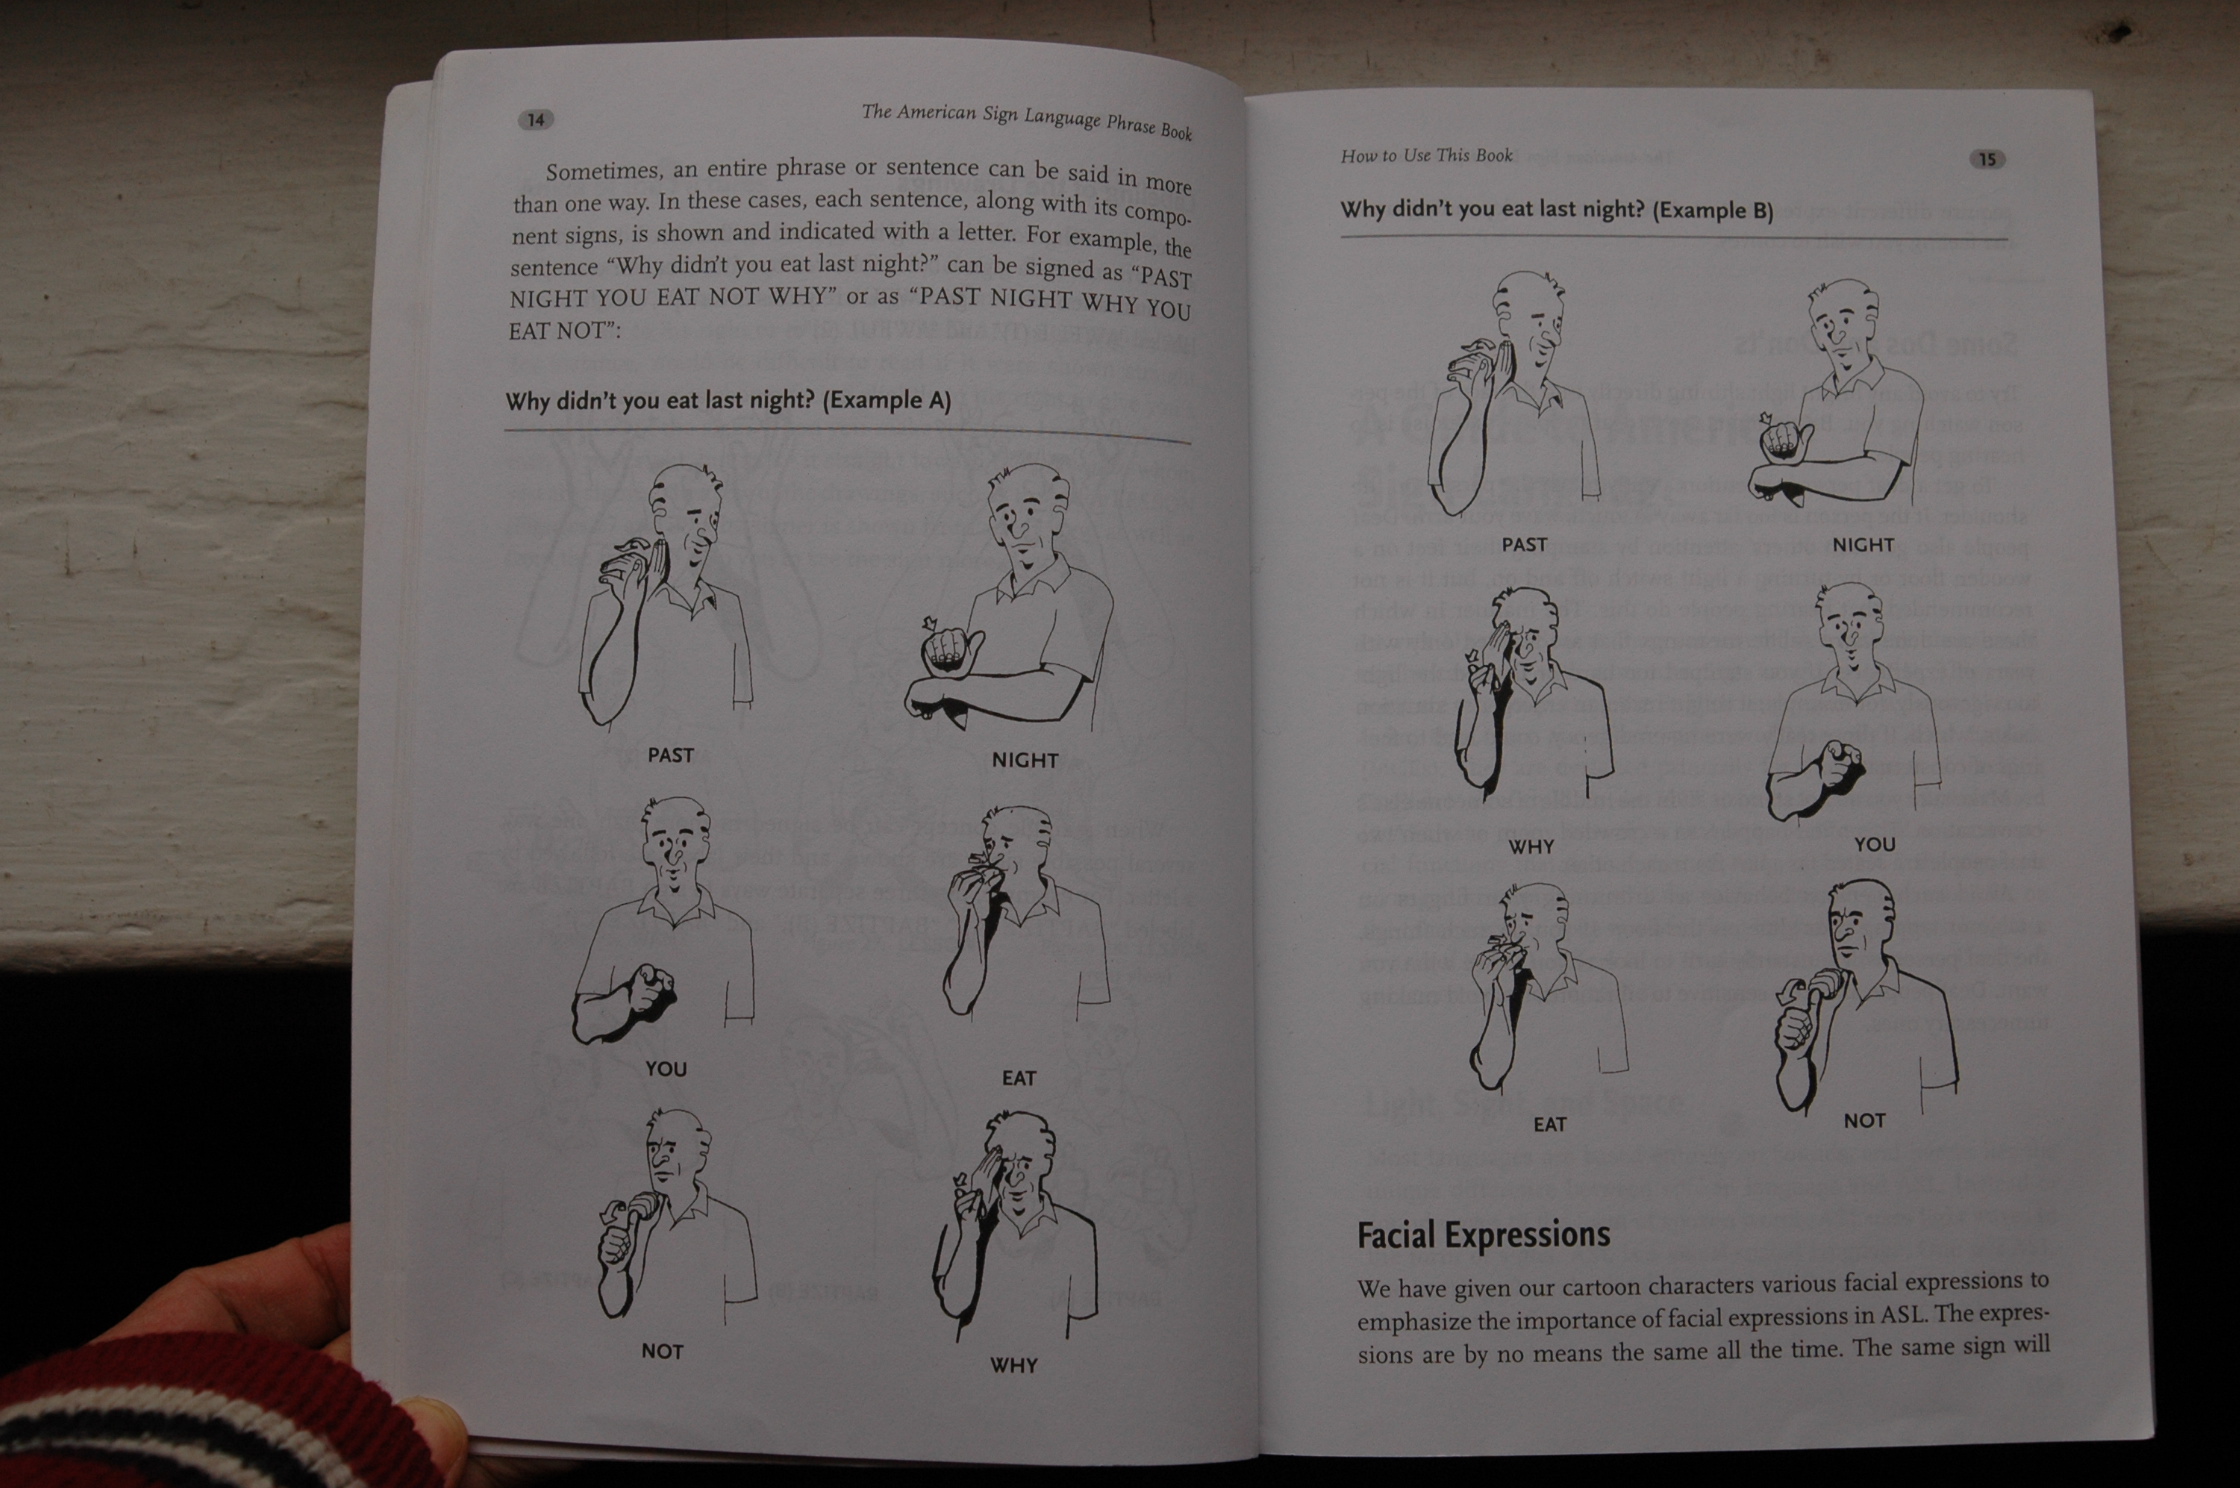 14
The American Sign Language Phrase Book
Sometimes, an entire phrase or sentence can be said in more
than one way. In these cases, each sentence, along with its compo-
nent signs, is shown and indicated with a letter. For example, the
sentence “Why didn’t you eat last night?” can be signed as “PAST
NIGHT YOU EAT NOT WHY” or as “PAST NIGHT WHY YOU
EAT NOT”:
Why didn’t you eat last night? (Example A)
PAST
NIGHT
YOU
EAT
NOT
WHY
How to Use This Book
15
Why didn’t you eat last night? (Example B)
PAST
NIGHT
WHY
YOU
EAT
NOT
Facial Expressions
We have given our cartoon characters various facial expressions to
emphasize the importance of facial expressions in ASL. The expres-
sions are by no means the same all the time. The same sign will